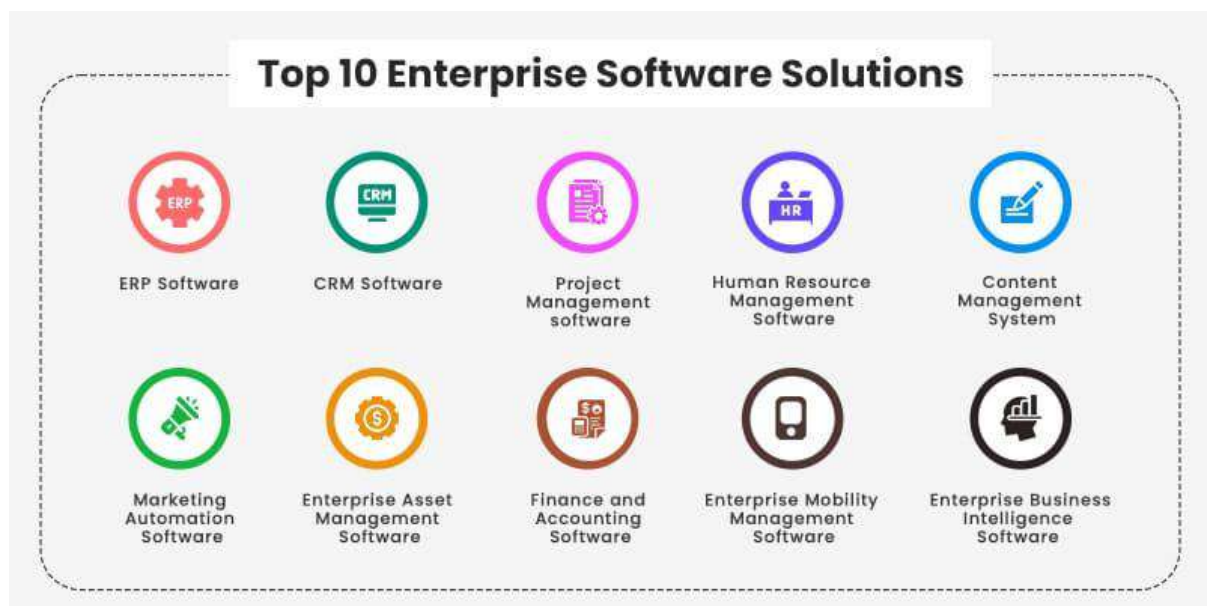 Top 10 Enterprise Software Solutions
ERP
CRM
HR
ERP Software
CRM Software
Project
Management
software
Human Resource
Management
Software
Content
Management
System
$
$
Marketing
Automation
Software
Enterprise Asset
Management
Software
Finance and
Accounting
Software
Enterprise Mobility
Management
Software
Enterprise Business
Intelligence
Software